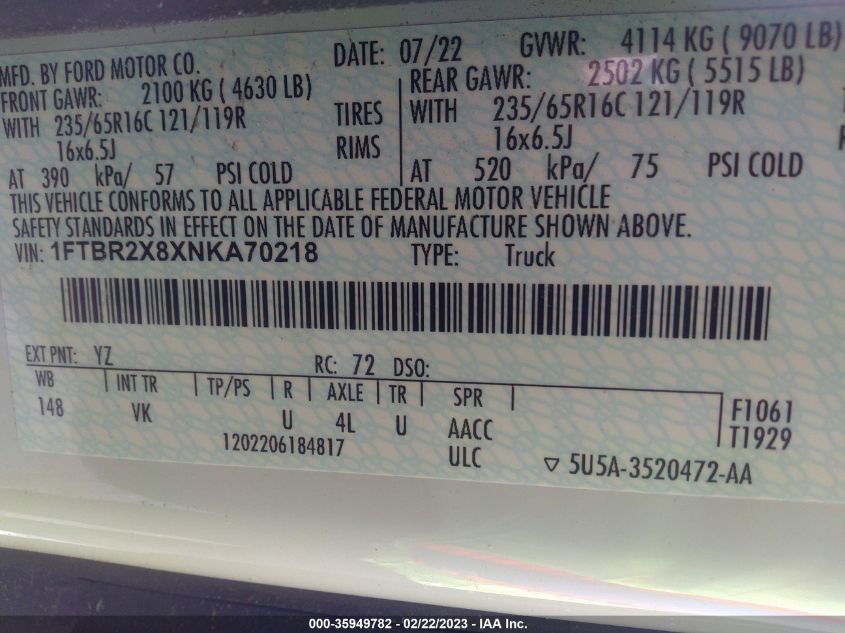 MFD. BY FORD MOTOR CO. DATE: 07/22 GVWR: 4114 KG ( 9070 LB)
FRONT GAWR: 2100 KG ( 4630 LB) REAR GAWR: 2502 KG ( 5515 LB)
WITH 235/65R16C 121/119R TIRES WITH 235/65R16C 121/119R
16x6.5J RIMS 16x6.5J
AT 390 kPa/ 57 PSI COLD AT 520 kPa/ 75 PSI COLD
THIS VEHICLE CONFORMS TO ALL APPLICABLE FEDERAL MOTOR VEHICLE
SAFETY STANDARDS IN EFFECT ON THE DATE OF MANUFACTURE SHOWN ABOVE.
VIN: 1FTBR2X8XNKA70218 TYPE: Truck
EXT PNT: YZ RC: 72 DSO:
WB INT TR TP/PS R AXLE TR SPR
148 VK U 4L U AACC F1061
1202206184817 ULC T1929
5U5A-3520472-AA
000-35949782 - 02/22/2023 - IAA Inc.